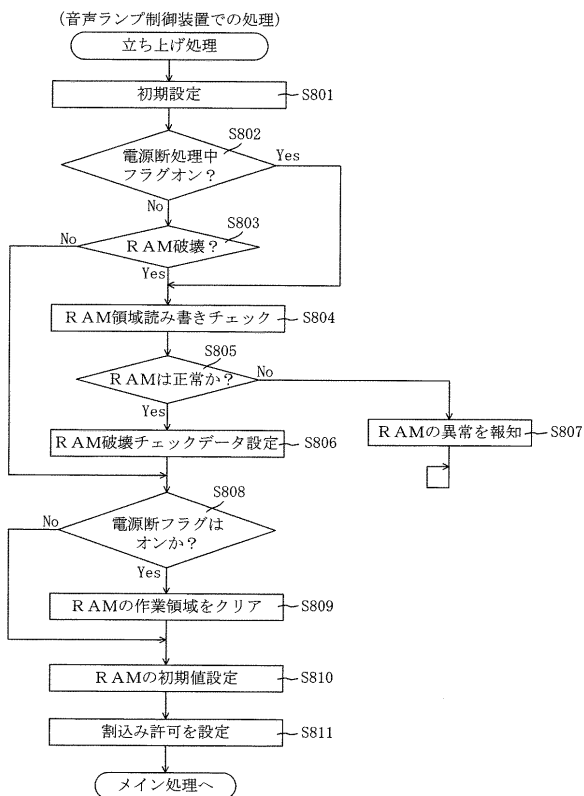 (音声ランプ制御装置での処理)
立ち上げ処理
初期設定
S801
S802
電源断処理中
フラグオン？
Yes
No
S803
RAM破壊？
No
Yes
RAM領域読み書きチェック
S804
S805
RAMは正常か？
No
Yes
RAM破壊チェックデータ設定
S806
RAMの異常を報知
S807
S808
電源断フラグは
オンか？
No
Yes
RAMの作業領域をクリア
S809
RAMの初期値設定
S810
割込み許可を設定
S811
メイン処理へ